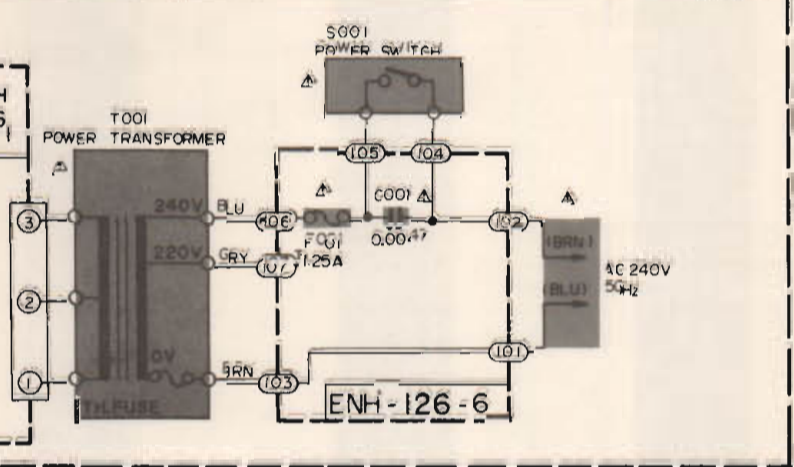 S001
POWER SWITCH
T001
POWER TRANSFORMER
105
104
240V
BLU
106
C001
102
3
F001
0.0047
(BRN)
220V
GRY
107
1.25A
AC 240V
2
(BLU)
50Hz
0V
101
1
BRN
103
ENH-126-6